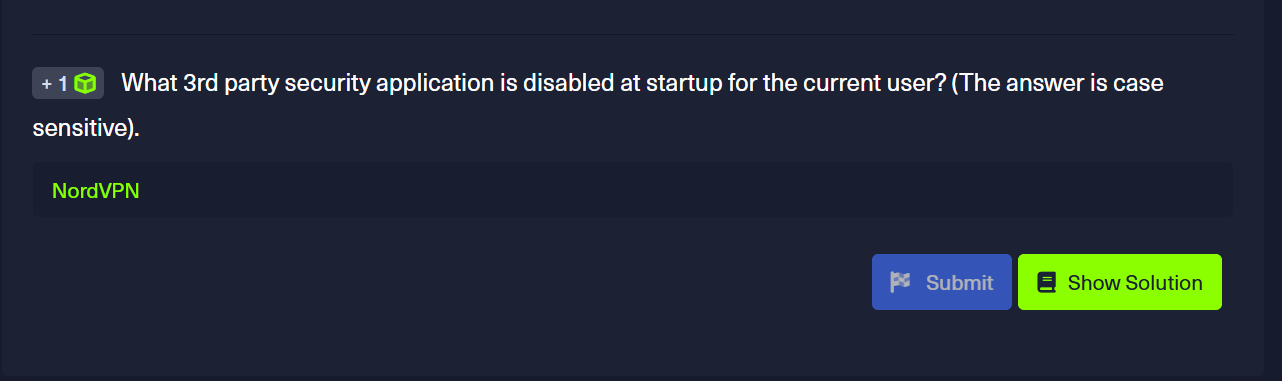 + 1 What 3rd party security application is disabled at startup for the current user? (The answer is case
sensitive).
NordVPN
Submit Show Solution